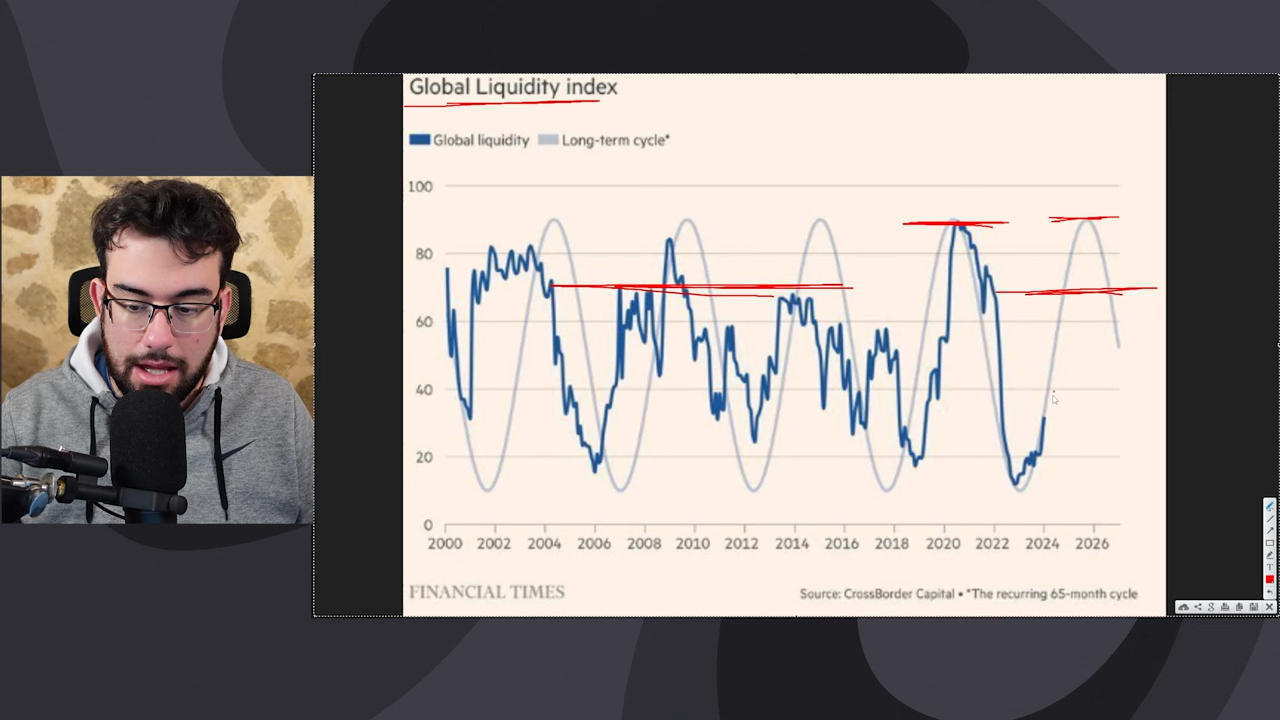 Global Liquidity index
Global liquidity Long-term cycle*
100
80
60
40
20
0
2000 2002 2004 2006 2008 2010 2012 2014 2016 2018 2020 2022 2024 2026
FINANCIAL TIMES
Source: CrossBorder Capital • *The recurring 65-month cycle